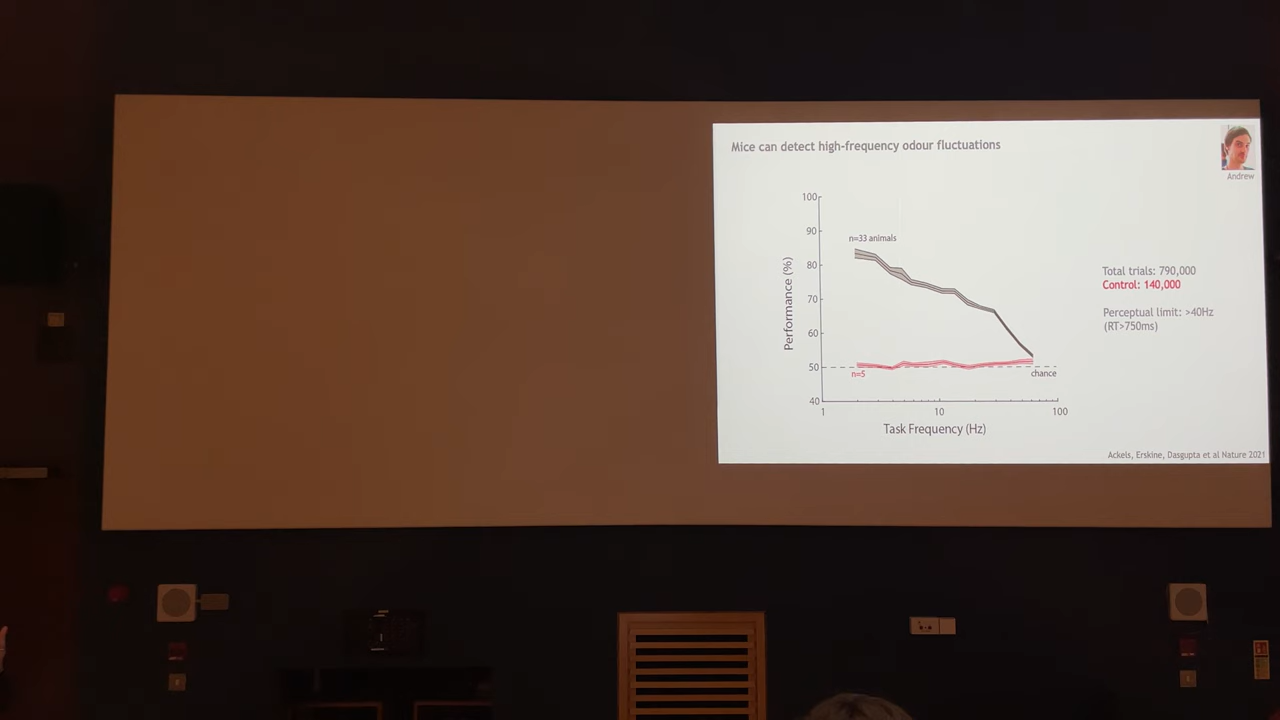 Mice can detect high-frequency odour fluctuations
Andrew
100
90
80
70
60
50
40
Performance (%)
n=33 animals
n=5
chance
1
10
100
Task Frequency (Hz)
Total trials: 790,000
Control: 140,000
Perceptual limit: >40Hz
(RT>750ms)
Ackels, Erskine, Dasgupta et al Nature 2021